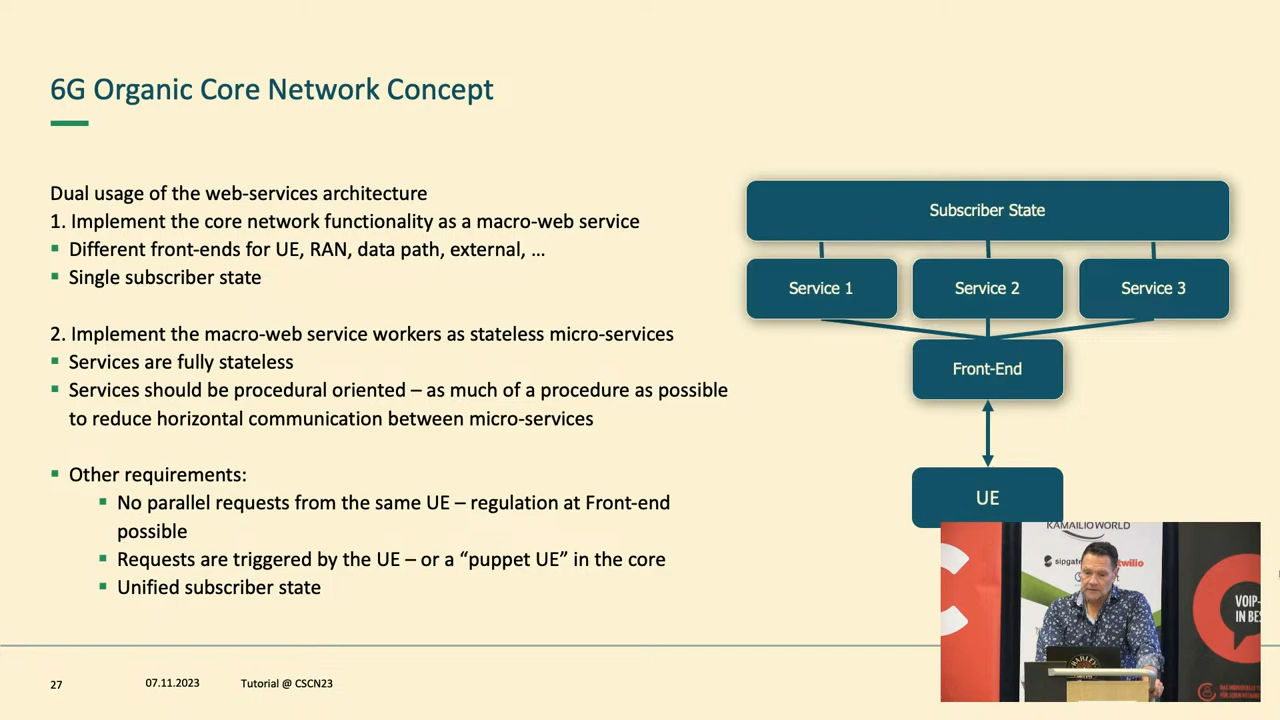 6G Organic Core Network Concept
Dual usage of the web-services architecture
1. Implement the core network functionality as a macro-web service
▪ Different front-ends for UE, RAN, data path, external, …
▪ Single subscriber state
2. Implement the macro-web service workers as stateless micro-services
▪ Services are fully stateless
▪ Services should be procedural oriented – as much of a procedure as possible
to reduce horizontal communication between micro-services
▪ Other requirements:
▪ No parallel requests from the same UE – regulation at Front-end
possible
▪ Requests are triggered by the UE – or a “puppet UE” in the core
▪ Unified subscriber state
Subscriber State
Service 1
Service 2
Service 3
Front-End
UE
KAMAILIO WORLD
sipgate
twilio
VOIP-
IN BES
27
07.11.2023
Tutorial @ CSCN23